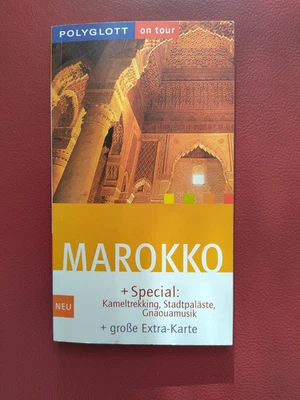 POLYGLOTT on tour
MAROKKO
+ Special:
Kameltrekking, Stadtpaläste,
Gnaouamusik
NEU
+ große Extra-Karte